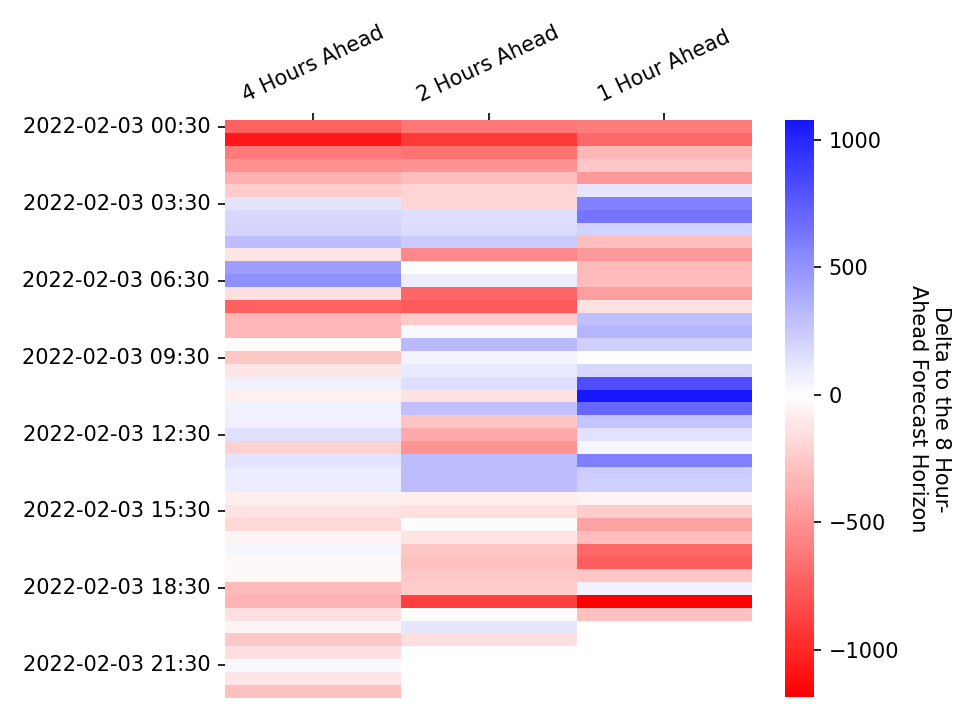 4 Hours Ahead
2 Hours Ahead
1 Hour Ahead
2022-02-03 00:30
2022-02-03 03:30
2022-02-03 06:30
2022-02-03 09:30
2022-02-03 12:30
2022-02-03 15:30
2022-02-03 18:30
2022-02-03 21:30
1000
500
0
−500
−1000
Delta to the 8 Hour-
Ahead Forecast Horizon